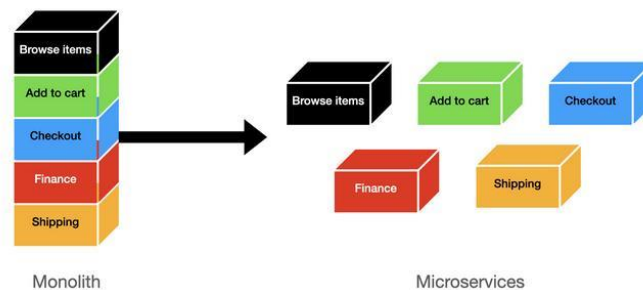 Browse items
Add to cart
Checkout
Finance
Shipping
Monolith
Browse items
Add to cart
Checkout
Finance
Shipping
Microservices